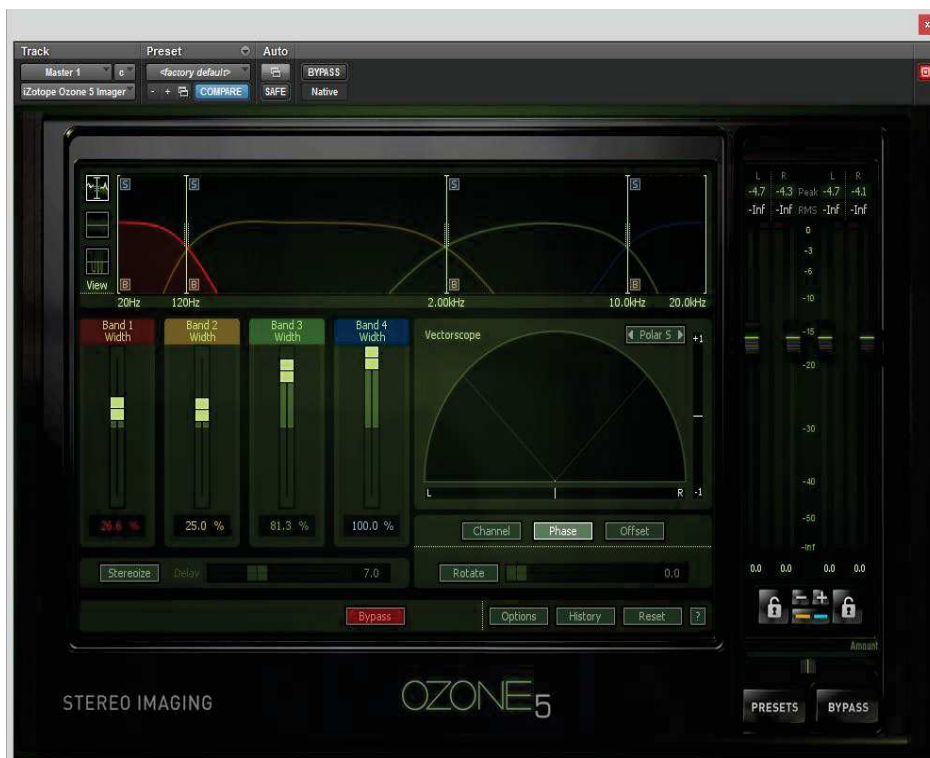 x
Track Preset Auto
Master 1 c <factory default> BYPASS
iZotope Ozone 5 Imager - + COMPARE SAFE Native
S S S S
B B B
View
20Hz 120Hz 2.00kHz 10.0kHz 20.0kHz
Band 1 Width
Band 2 Width
Band 3 Width
Band 4 Width
26.6 % 25.0 % 81.3 % 100.0 %
Vectorscope Polar S +1
L R -1
Channel Phase Offset
Stereoize Delay 7.0
Rotate 0.0
Bypass Options History Reset ?
STEREO IMAGING OZONE 5
L R L R
-4.7 -4.3 Peak -4.7 -4.1
-Inf -Inf RMS -Inf -Inf
0
-3
-6
-10
-15
-20
-30
-40
-50
-Inf
0.0 0.0 0.0 0.0
- +
Amount
PRESETS BYPASS